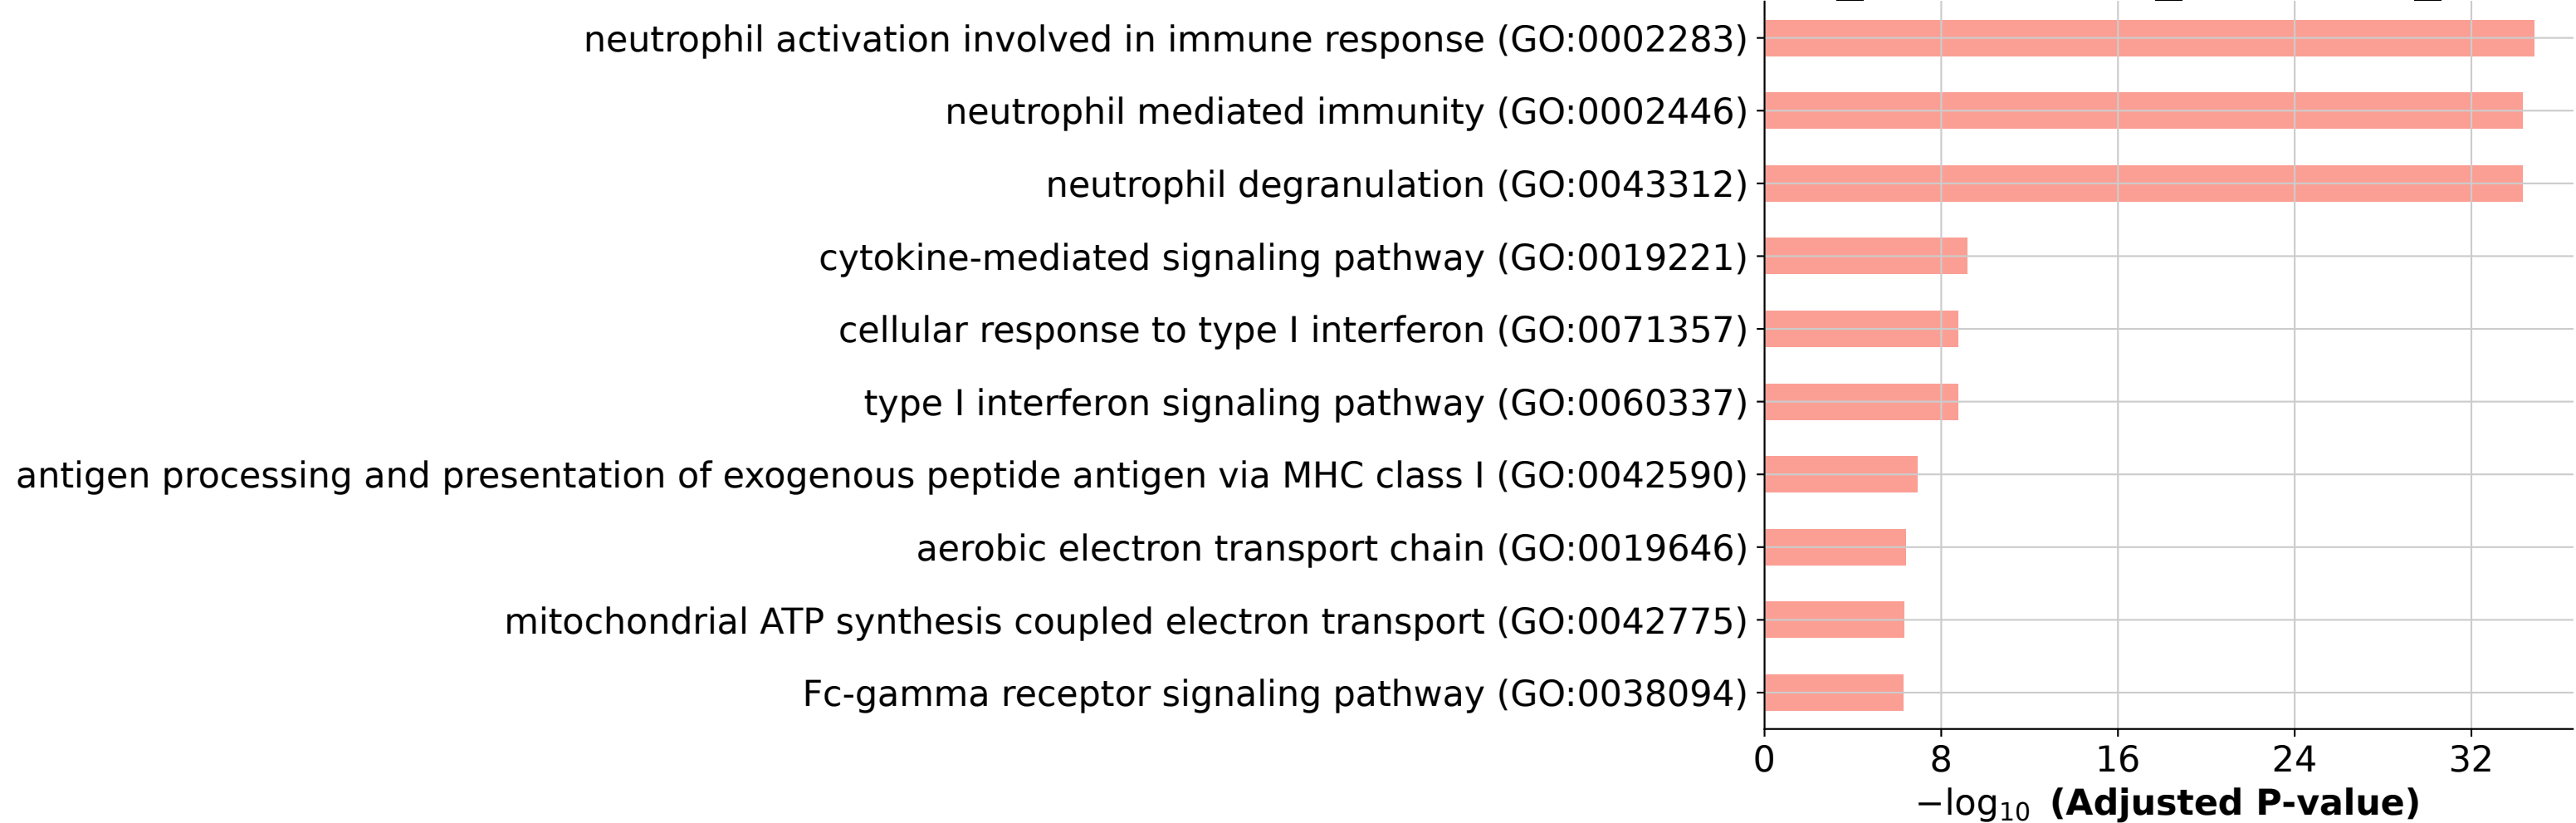 neutrophil activation involved in immune response (GO:0002283)
neutrophil mediated immunity (GO:0002446)
neutrophil degranulation (GO:0043312)
cytokine-mediated signaling pathway (GO:0019221)
cellular response to type I interferon (GO:0071357)
type I interferon signaling pathway (GO:0060337)
antigen processing and presentation of exogenous peptide antigen via MHC class I (GO:0042590)
aerobic electron transport chain (GO:0019646)
mitochondrial ATP synthesis coupled electron transport (GO:0042775)
Fc-gamma receptor signaling pathway (GO:0038094)
0 8 16 24 32
−log₁₀ (Adjusted P-value)